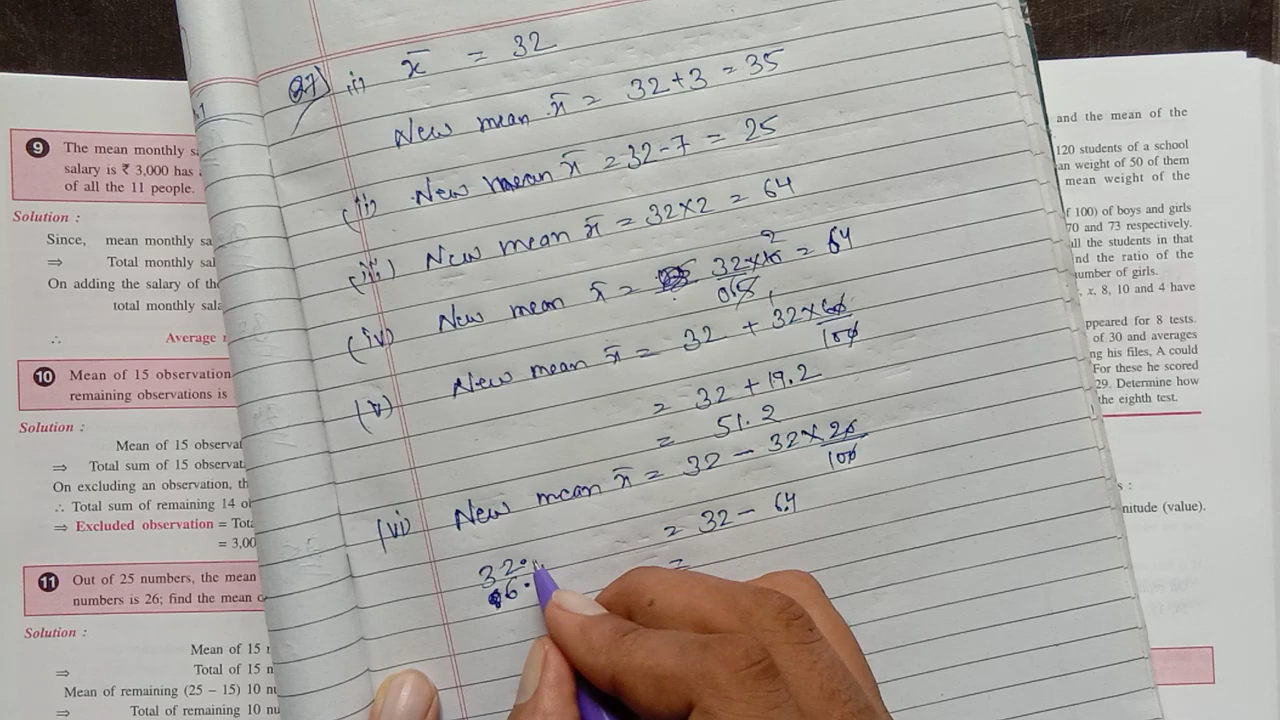 Q7) i) x̄ = 32
New mean x̄ = 32+3 = 35
(ii) New mean x̄ = 32-7 = 25
(iii) New mean x̄ = 32×2 = 64
(iv) New mean x̄ = 32×10 2 / 05 1 = 64
(v) New mean x̄ = 32 + 32×60/100
= 32 + 19.2
= 51.2
(vi) New mean x̄ = 32 - 32×20/100
= 32 - 6.4
=
32.
6.
9 The mean monthly s
salary is ₹ 3,000 has
of all the 11 people.
Solution :
Since, mean monthly sa
⇒ Total monthly sal
On adding the salary of th
total monthly sala
∴ Average
10 Mean of 15 observation
remaining observations is
Solution :
Mean of 15 observat
⇒ Total sum of 15 observat
On excluding an observation, th
∴ Total sum of remaining 14 o
⇒ Excluded observation = Tota
= 3,00
11 Out of 25 numbers, the mean
numbers is 26; find the mean
Solution :
Mean of 15
⇒ Total of 15 n
Mean of remaining (25 – 15) 10 nu
⇒ Total of remaining 10 nu
and the mean of the
120 students of a school
an weight of 50 of them
mean weight of the
f 100) of boys and girls
70 and 73 respectively.
all the students in that
nd the ratio of the
umber of girls.
, x, 8, 10 and 4 have
ppeared for 8 tests.
of 30 and averages
ng his files, A could
For these he scored
29. Determine how
the eighth test.
s :
nitude (value).